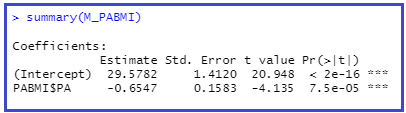 > summary(M_PABMI)
Coefficients:
Estimate Std. Error t value Pr(>|t|)
(Intercept) 29.5782 1.4120 20.948 < 2e-16 ***
PABMI$PA -0.6547 0.1583 -4.135 7.5e-05 ***